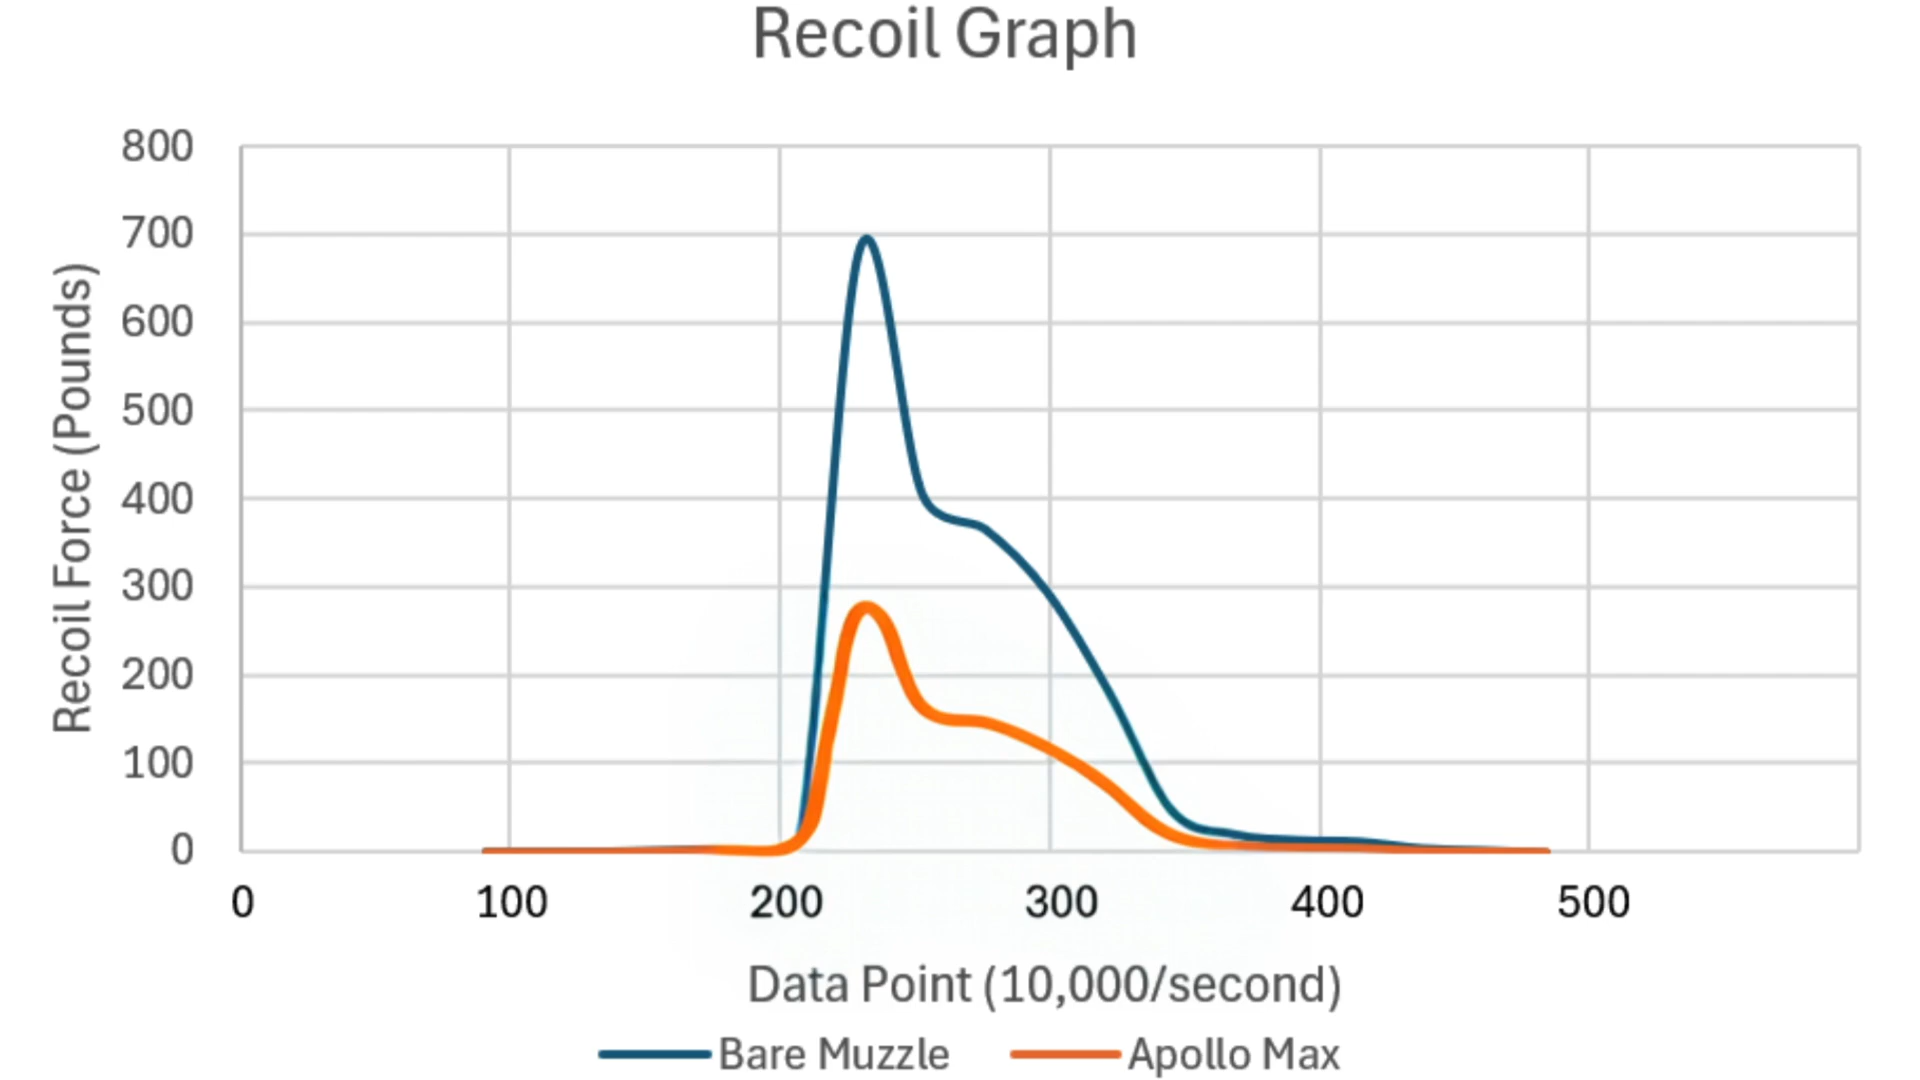 Recoil Graph
800
700
600
500
400
300
200
100
0
Recoil Force (Pounds)
0 100 200 300 400 500
Data Point (10,000/second)
Bare Muzzle Apollo Max